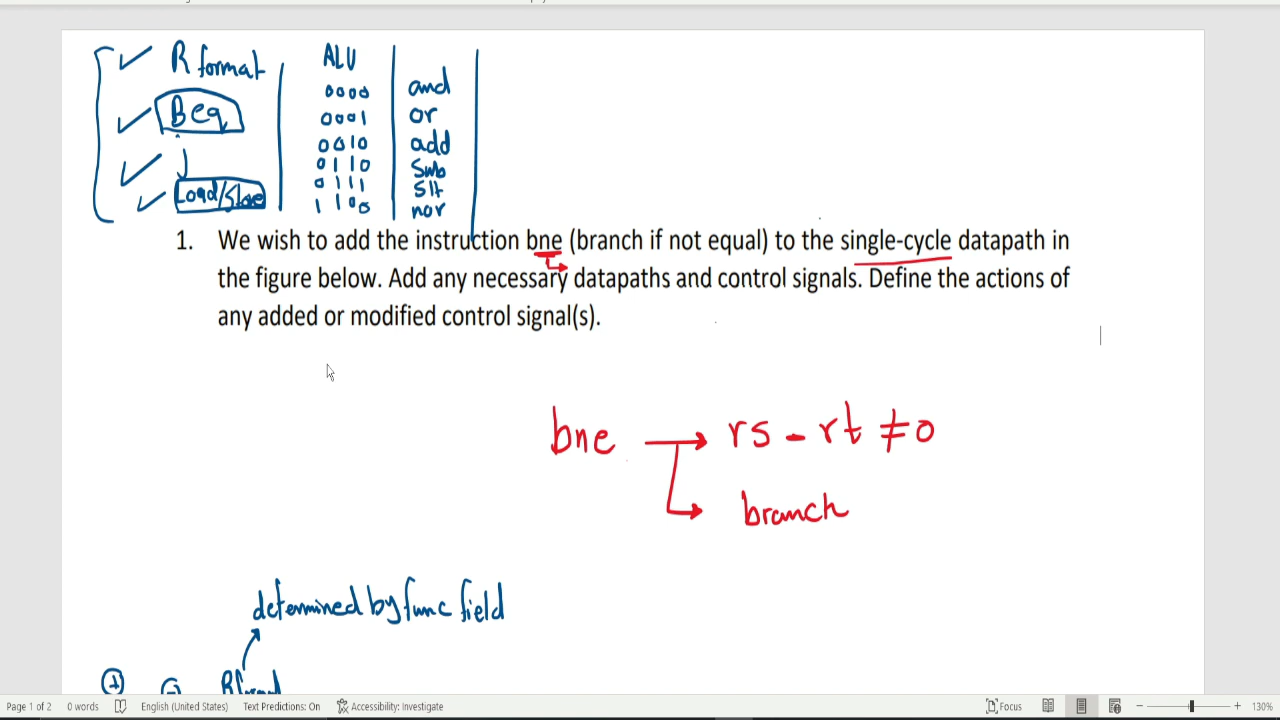 R format
ALU
0000 and
Beq
0001 or
0010 add
j
0110 sub
Load/Store
0111 slt
1100 nor
1. We wish to add the instruction bne (branch if not equal) to the single-cycle datapath in
the figure below. Add any necessary datapaths and control signals. Define the actions of
any added or modified control signal(s).
bne → rs - rt ≠ 0
branch
determined by func field
Page 1 of 2 0 words English (United States) Text Predictions: On Accessibility: Investigate Focus 130%